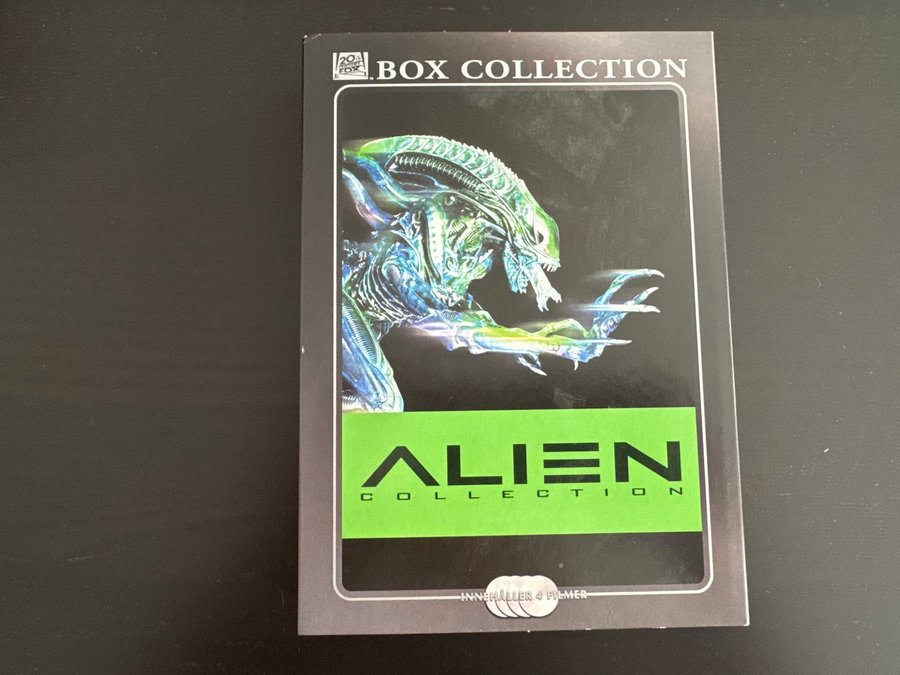 20TH
CENTURY
FOX
BOX COLLECTION
ALIEN
COLLECTION
INNEHÅLLER 4 FILMER